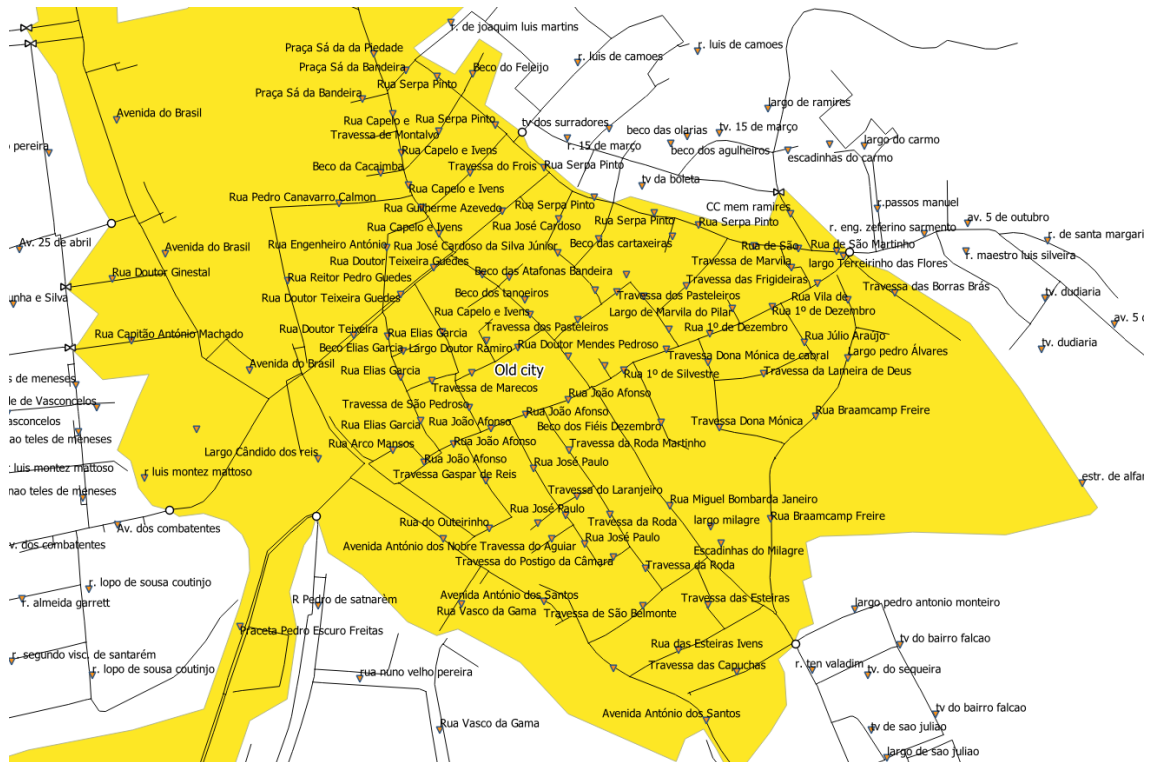 r. de joaquim luis martins
Praça Sá da da Piedade
r. luis de camoes
r. luis de camoes
Praça Sá da Bandeira
Beco do Feleijo
Rua Serpa Pinto
Praça Sá da Bandeira
largo de ramires
Avenida do Brasil
Rua Capelo e
Rua Serpa Pinto
tv dos surradores
Travessa de Montalvo
beco das olarias
tv. 15 de março
o pereira
Rua Capelo e Ivens
r. 15 de março
beco dos agulheiros
largo do carmo
escadinhas do carmo
Beco da Cacaimba
Travessa do Frois
Rua Serpa Pinto
tv da boleta
Rua Pedro Canavarro Calmon
Rua Capelo e Ivens
Rua Guilherme Azevedo
Rua Serpa Pinto
CC mem ramires
r.passos manuel
Rua Capelo e Ivens
Rua José Cardoso
Rua Serpa Pinto
Rua Serpa Pinto
r. eng. zeferino sarmento
av. 5 de outubro
r. de santa margari
Av. 25 de abril
Avenida do Brasil
Rua Engenheiro António
Rua José Cardoso da Silva Júnior
Beco das cartaxeiras
Rua de São
Rua de São Martinho
r. maestro luis silveira
Rua Doutor Teixeira Guedes
Travessa de Marvila
largo Terreirinho das Flores
Rua Doutor Ginestal
Rua Reitor Pedro Guedes
Beco das Atafonas Bandeira
Travessa das Frigideiras
Travessa das Borras Brás
unha e Silva
Rua Doutor Teixeira Guedes
Beco dos tanoeiros
Travessa dos Pasteleiros
Rua Vila de
tv. dudiaria
Rua Capelo e Ivens
Largo de Marvila do Pilar
Rua 1º de Dezembro
av. 5 d
Rua Capitão António Machado
Rua Doutor Teixeira
Rua Elias Garcia
Travessa dos Pasteleiros
Rua 1º de Dezembro
Rua Júlio Araújo
Beco Elias Garcia
Largo Doutor Ramiro
Rua Doutor Mendes Pedroso
tv. dudiaria
Avenida do Brasil
Rua Elias Garcia
Old city
Travessa Dona Mónica de cabral
Largo pedro Álvares
Rua 1º de Silvestre
Travessa da Lameira de Deus
s de meneses
Travessa de Marecos
de de Vasconcelos
Travessa de São Pedroso
Rua João Afonso
asconcelos
Rua Elias Garcia
Rua João Afonso
Rua João Afonso
Beco dos Fiéis Dezembro
Travessa Dona Mónica
Rua Braamcamp Freire
nao teles de meneses
Rua Arco Mansos
Rua João Afonso
Travessa da Roda Martinho
Largo Cândido dos reis
Rua João Afonso
Rua José Paulo
r luis montez mattoso
r luis montez mattoso
Travessa Gaspar de Reis
estr. de alfar
nao teles de meneses
Travessa do Laranjeiro
Rua Miguel Bombarda Janeiro
Rua José Paulo
Av. dos combatentes
Rua do Outeirinho
Travessa da Roda
largo milagre
Rua Braamcamp Freire
v. dos combatentes
Avenida António dos Nobre
Travessa do Aguiar
Rua José Paulo
Escadinhas do Milagre
Travessa do Postigo da Câmara
Travessa da Roda
r. lopo de sousa coutinjo
r. almeida garrett
R Pedro de satnarèm
Avenida António dos Santos
Rua Vasco da Gama
Travessa de São Belmonte
Travessa das Esteiras
largo pedro antonio monteiro
Praceta Pedro Escuro Freitas
Rua das Esteiras Ivens
tv do bairro falcao
r. segundo visc. de santarém
r. lopo de sousa coutinjo
rua nuno velho pereira
Travessa das Capuchas
r. ten valadim
tv. do sequeira
Avenida António dos Santos
tv do bairro falcao
Rua Vasco da Gama
tv de sao juliao
largo de sao juliao